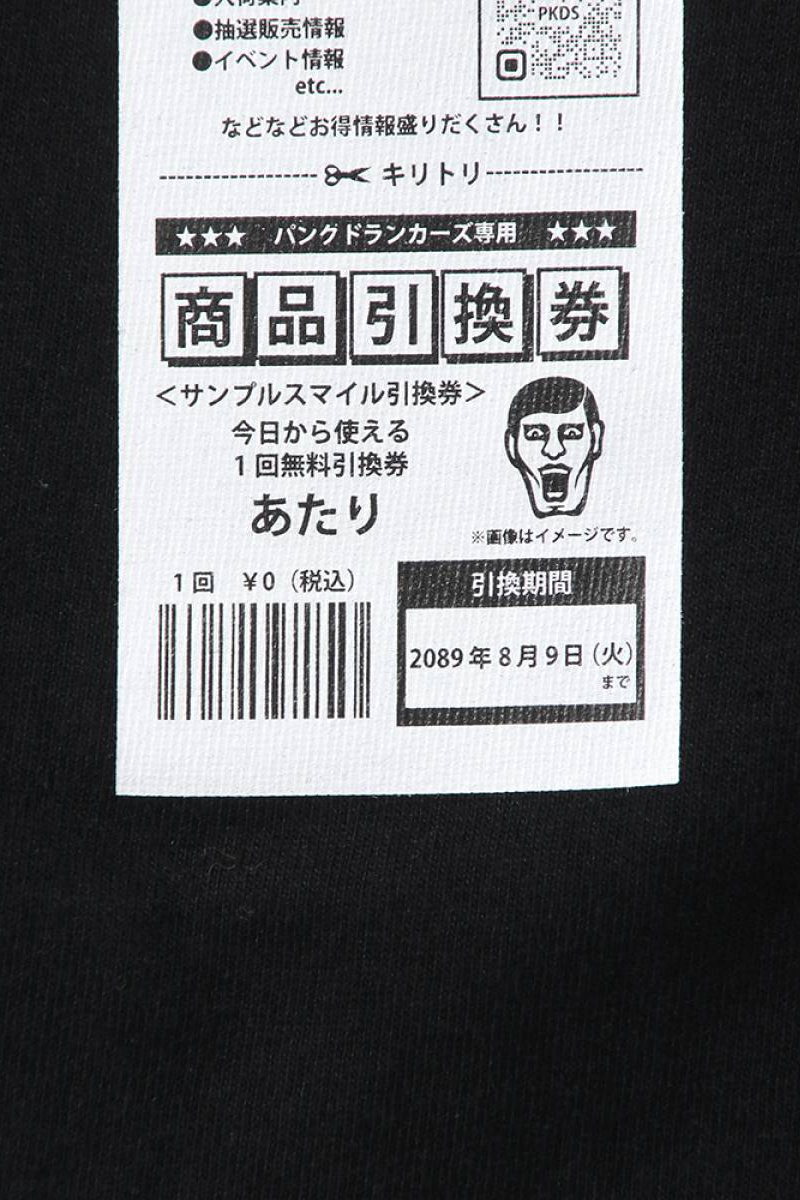 ●入荷案内
●抽選販売情報
PKDS
●イベント情報
etc...
などなどお得情報盛りだくさん！！
キリトリ
★★★ パンクドランカーズ専用 ★★★
商品引換券
＜サンプルスマイル引換券＞
今日から使える
1回無料引換券
あたり
※画像はイメージです。
1回 ¥0（税込）
引換期間
2089年8月9日（火）
まで